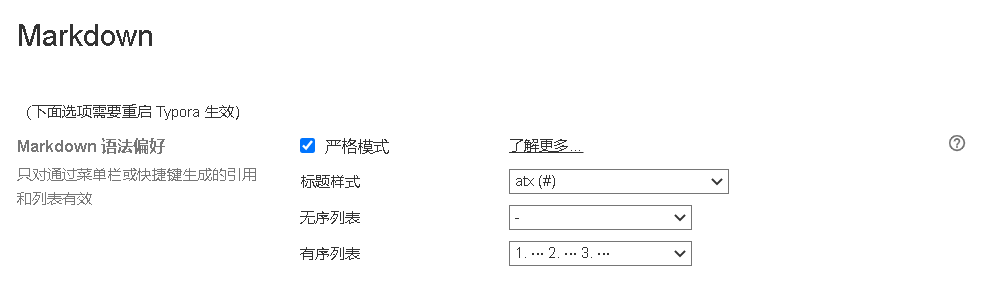 Markdown
(下面选项需要重启 Typora 生效)
Markdown 语法偏好
只对通过菜单栏或快捷键生成的引用
和列表有效
严格模式 了解更多...
标题样式 atx (#)
无序列表 -
有序列表 1. ··· 2. ··· 3. ···